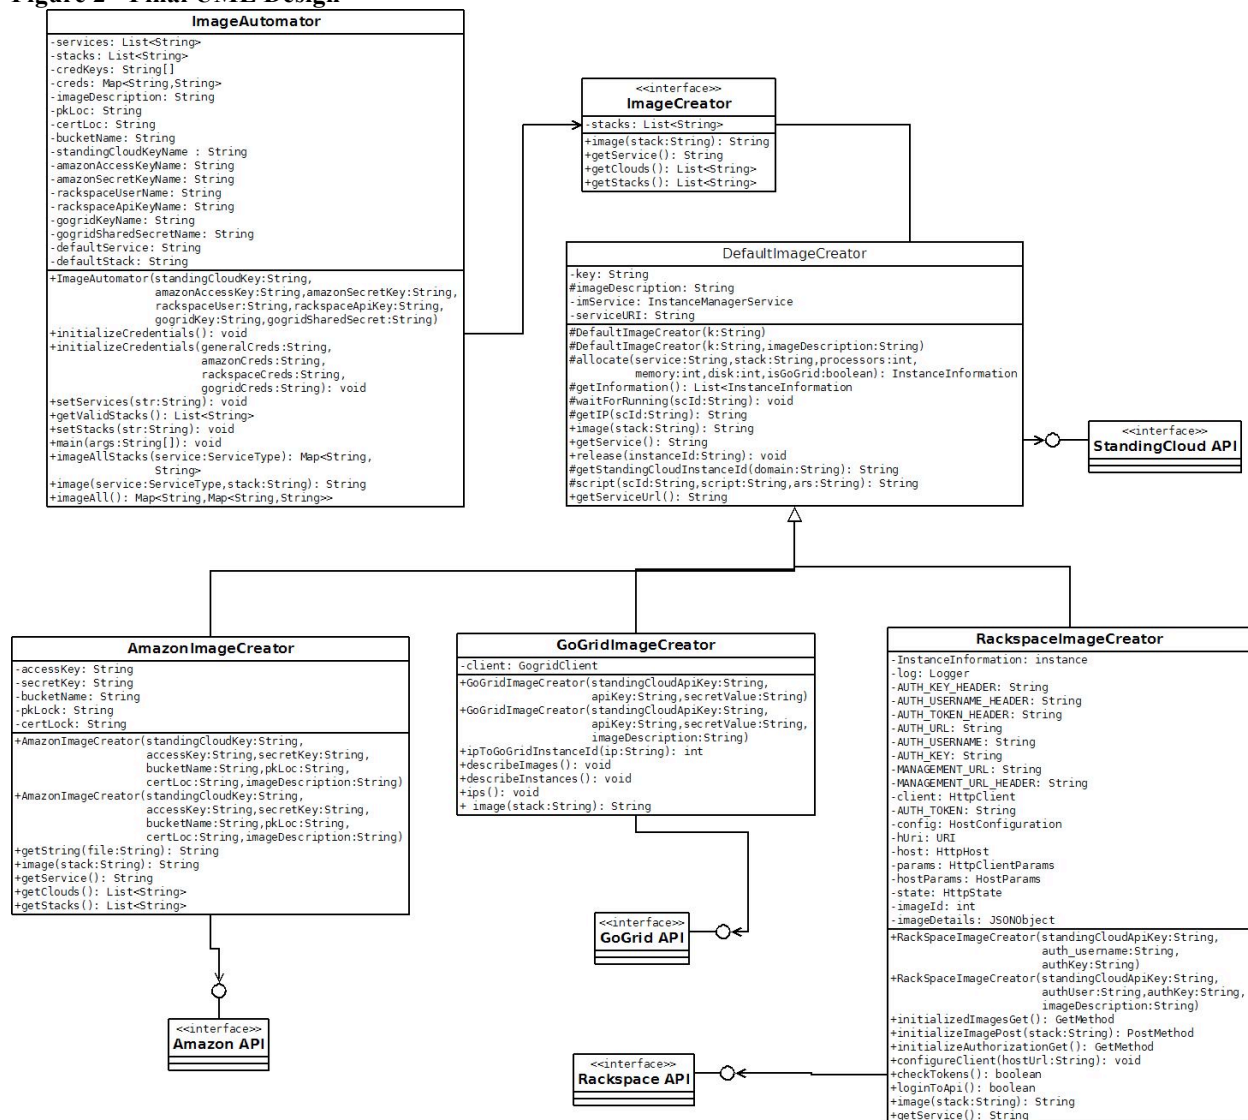 Figure 2 - Final UML Design
ImageAutomator
-services: List<String>
-stacks: List<String>
-credKeys: String[]
-creds: Map<String,String>
-imageDescription: String
-pkLoc: String
-certLoc: String
-bucketName: String
-standingCloudKeyName : String
-amazonAccessKeyName: String
-amazonSecretKeyName: String
-rackspaceUserName: String
-rackspaceApiKeyName: String
-gogridKeyName: String
-gogridSharedSecretName: String
-defaultService: String
-defaultStack: String
+ImageAutomator(standingCloudKey:String,
amazonAccessKey:String,amazonSecretKey:String,
rackspaceUser:String,rackspaceApiKey:String,
gogridKey:String,gogridSharedSecret:String)
+initializeCredentials(): void
+initializeCredentials(generalCreds:String,
amazonCreds:String,
rackspaceCreds:String,
gogridCreds:String): void
+setServices(str:String): void
+getValidStacks(): List<String>
+setStacks(str:String): void
+main(args:String[]): void
+imageAllStacks(service:ServiceType): Map<String,
String>
+image(service:ServiceType,stack:String): String
+imageAll(): Map<String,Map<String,String>>
<<interface>>
ImageCreator
-stacks: List<String>
+image(stack:String): String
+getService(): String
+getClouds(): List<String>
+getStacks(): List<String>
DefaultImageCreator
-key: String
#imageDescription: String
-imService: InstanceManagerService
-serviceURI: String
#DefaultImageCreator(k:String)
#DefaultImageCreator(k:String,imageDescription:String)
#allocate(service:String,stack:String,processors:int,
memory:int,disk:int,isGoGrid:boolean): InstanceInformation
#getInformation(): List<InstanceInformation
#waitForRunning(scId:String): void
#getIP(scId:String): String
+image(stack:String): String
+getService(): String
+release(instanceId:String): void
#getStandingCloudInstanceId(domain:String): String
#script(scId:String,script:String,ars:String): String
+getServiceUrl(): String
<<interface>>
StandingCloud API
AmazonImageCreator
-accessKey: String
-secretKey: String
-bucketName: String
-pkLock: String
-certLock: String
+AmazonImageCreator(standingCloudKey:String,
accessKey:String,secretKey:String,
bucketName:String,pkLoc:String,
certLoc:String,imageDescription:String)
+AmazonImageCreator(standingCloudKey:String,
accessKey:String,secretKey:String,
bucketName:String,pkLoc:String,
certLoc:String,imageDescription:String)
+getString(file:String): String
+image(stack:String): String
+getService(): String
+getClouds(): List<String>
+getStacks(): List<String>
<<interface>>
Amazon API
GoGridImageCreator
-client: GogridClient
+GoGridImageCreator(standingCloudApiKey:String,
apiKey:String,secretValue:String)
+GoGridImageCreator(standingCloudApiKey:String,
apiKey:String,secretValue:String,
imageDescription:String)
+ipToGoGridInstanceId(ip:String): int
+describeImages(): void
+describeInstances(): void
+ips(): void
+ image(stack:String): String
<<interface>>
GoGrid API
<<interface>>
Rackspace API
RackspaceImageCreator
-InstanceInformation: instance
-log: Logger
-AUTH_KEY_HEADER: String
-AUTH_USERNAME_HEADER: String
-AUTH_TOKEN_HEADER: String
-AUTH_URL: String
-AUTH_USERNAME: String
-AUTH_KEY: String
-MANAGEMENT_URL: String
-MANAGEMENT_URL_HEADER: String
-client: HttpClient
-AUTH_TOKEN: String
-config: HostConfiguration
-hUri: URI
-host: HttpHost
-params: HttpClientParams
-hostParams: HostParams
-state: HttpState
-imageId: int
-imageDetails: JSONObject
+RackSpaceImageCreator(standingCloudApiKey:String,
auth_username:String,
authKey:String)
+RackSpaceImageCreator(standingCloudApiKey:String,
authUser:String,authKey:String,
imageDescription:String)
+initializedImagesGet(): GetMethod
+initializeImagePost(stack:String): PostMethod
+initializeAuthorizationGet(): GetMethod
+configureClient(hostUrl:String): void
+checkTokens(): boolean
+loginToApi(): boolean
+image(stack:String): String
+getService(): String